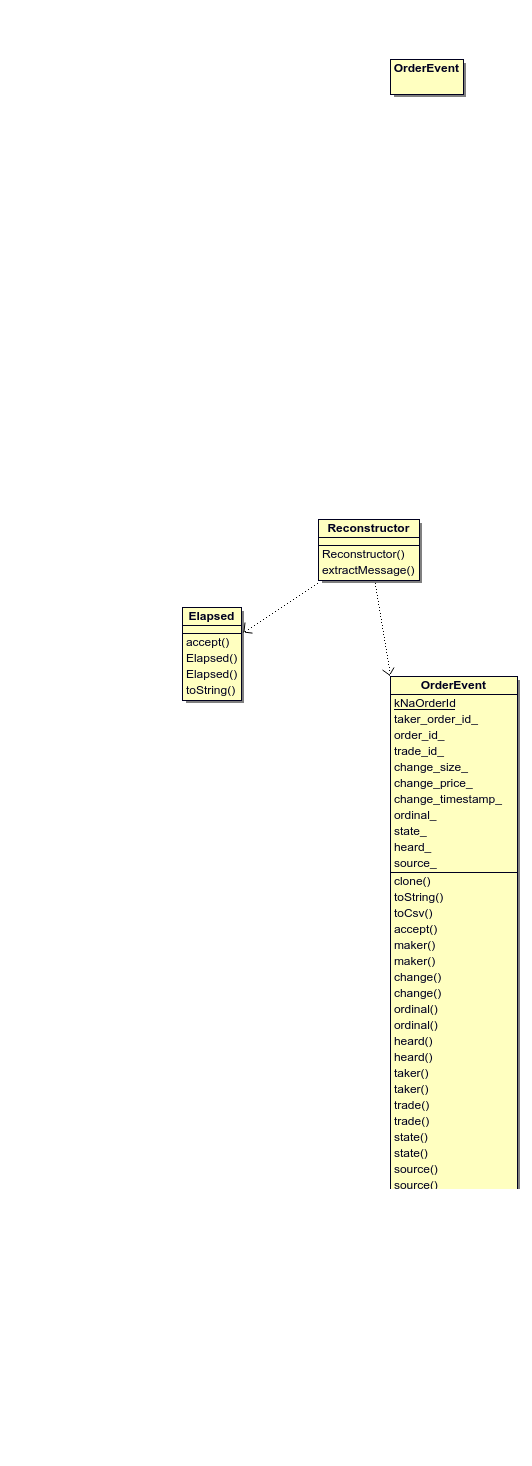 OrderEvent
Reconstructor
Reconstructor()
extractMessage()
Elapsed
accept()
Elapsed()
Elapsed()
toString()
OrderEvent
kNaOrderId
taker_order_id_
order_id_
trade_id_
change_size_
change_price_
change_timestamp_
ordinal_
state_
heard_
source_
clone()
toString()
toCsv()
accept()
maker()
maker()
change()
change()
ordinal()
ordinal()
heard()
heard()
taker()
taker()
trade()
trade()
state()
state()
source()
source()